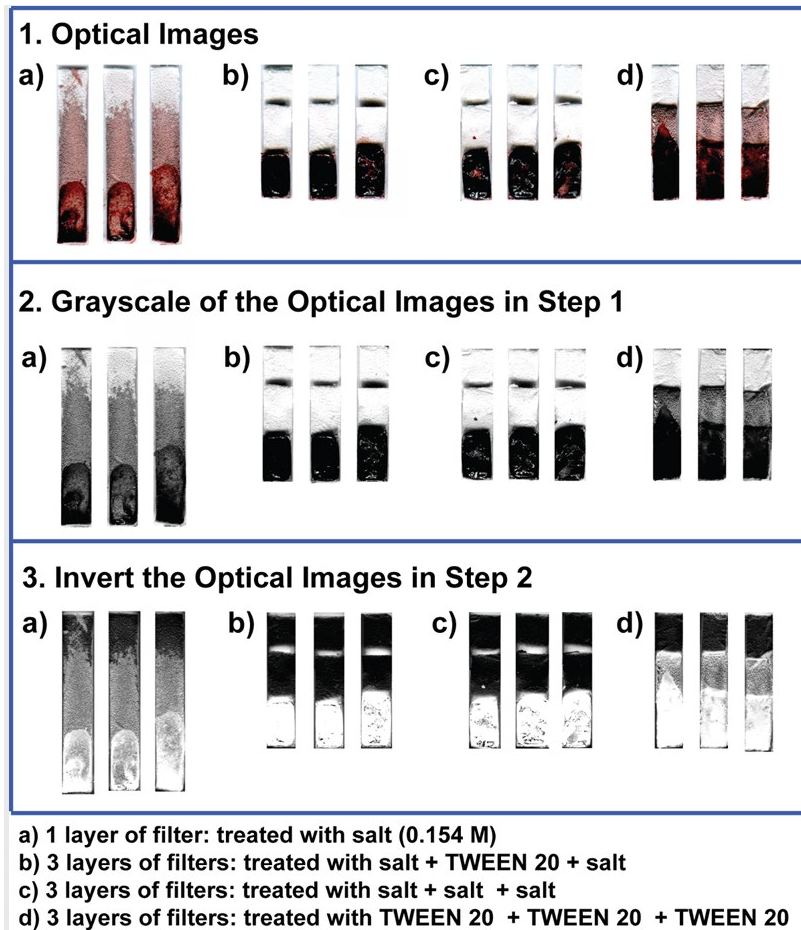 1. Optical Images
a) b) c) d)
2. Grayscale of the Optical Images in Step 1
a) b) c) d)
3. Invert the Optical Images in Step 2
a) b) c) d)
a) 1 layer of filter: treated with salt (0.154 M)
b) 3 layers of filters: treated with salt + TWEEN 20 + salt
c) 3 layers of filters: treated with salt + salt + salt
d) 3 layers of filters: treated with TWEEN 20 + TWEEN 20 + TWEEN 20